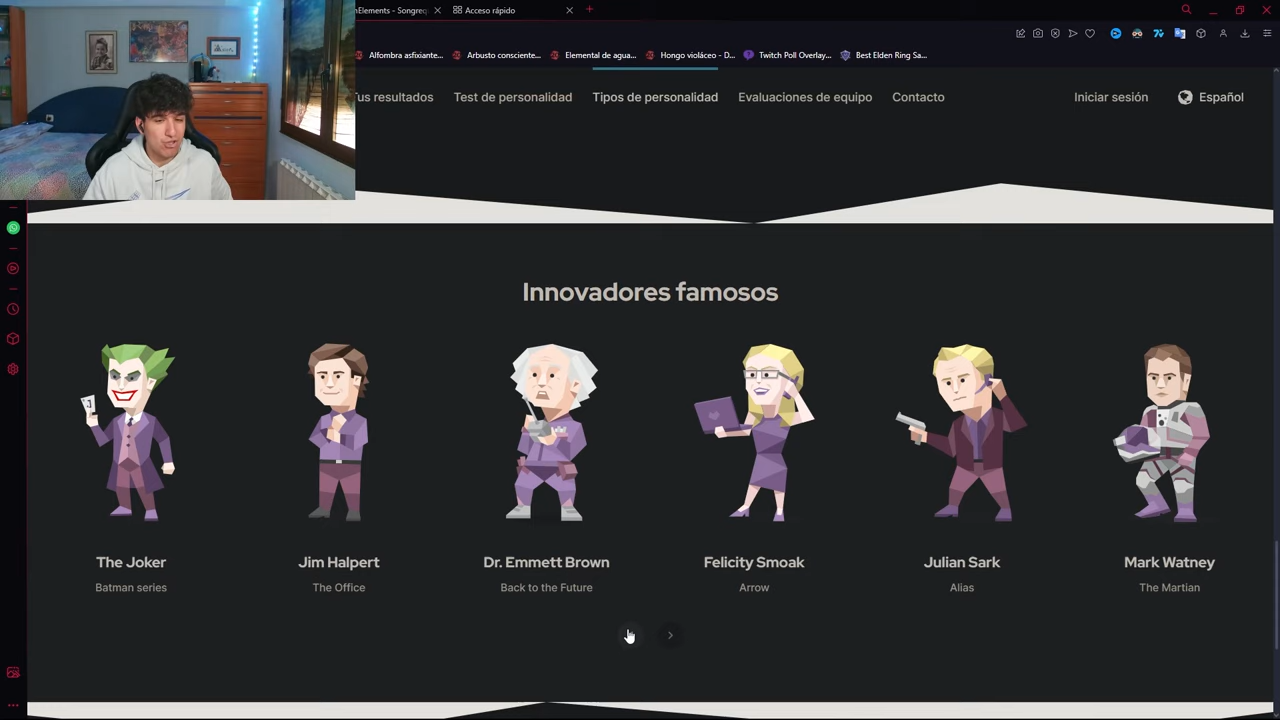 nElements - Songreq
Acceso rápido
Alfombra asfixiante...
Arbusto consciente...
Elemental de agua...
Hongo violáceo - D...
Twitch Poll Overlay...
Best Elden Ring Sa...
Tus resultados
Test de personalidad
Tipos de personalidad
Evaluaciones de equipo
Contacto
Iniciar sesión
Español
Innovadores famosos
The Joker
Batman series
Jim Halpert
The Office
Dr. Emmett Brown
Back to the Future
Felicity Smoak
Arrow
Julian Sark
Alias
Mark Watney
The Martian